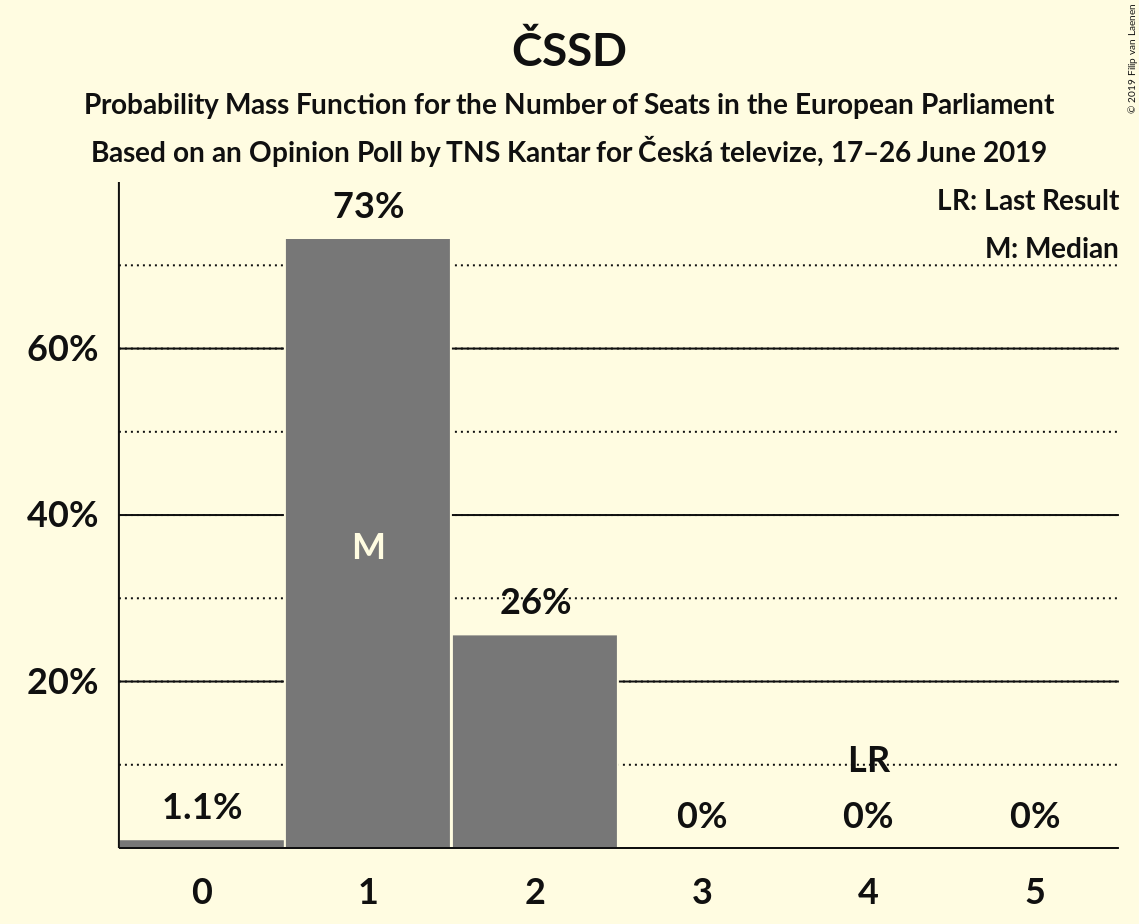 ČSSD
Probability Mass Function for the Number of Seats in the European Parliament
Based on an Opinion Poll by TNS Kantar for Česká televize, 17–26 June 2019
© 2019 Filip van Laenen
LR: Last Result
M: Median
73%
60%
40%
M
26%
20%
LR
1.1%
0%
0%
0%
0
1
2
3
4
5